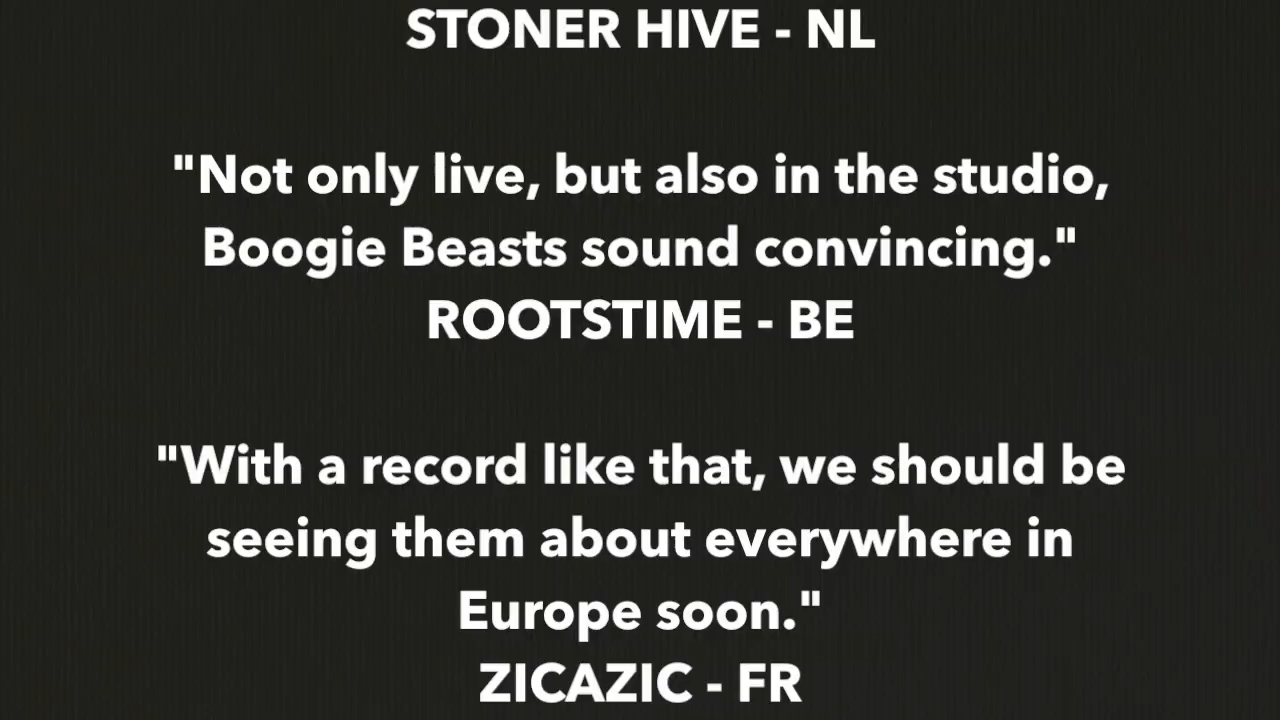 STONER HIVE - NL
"Not only live, but also in the studio,
Boogie Beasts sound convincing."
ROOTSTIME - BE
"With a record like that, we should be
seeing them about everywhere in
Europe soon."
ZICAZIC - FR